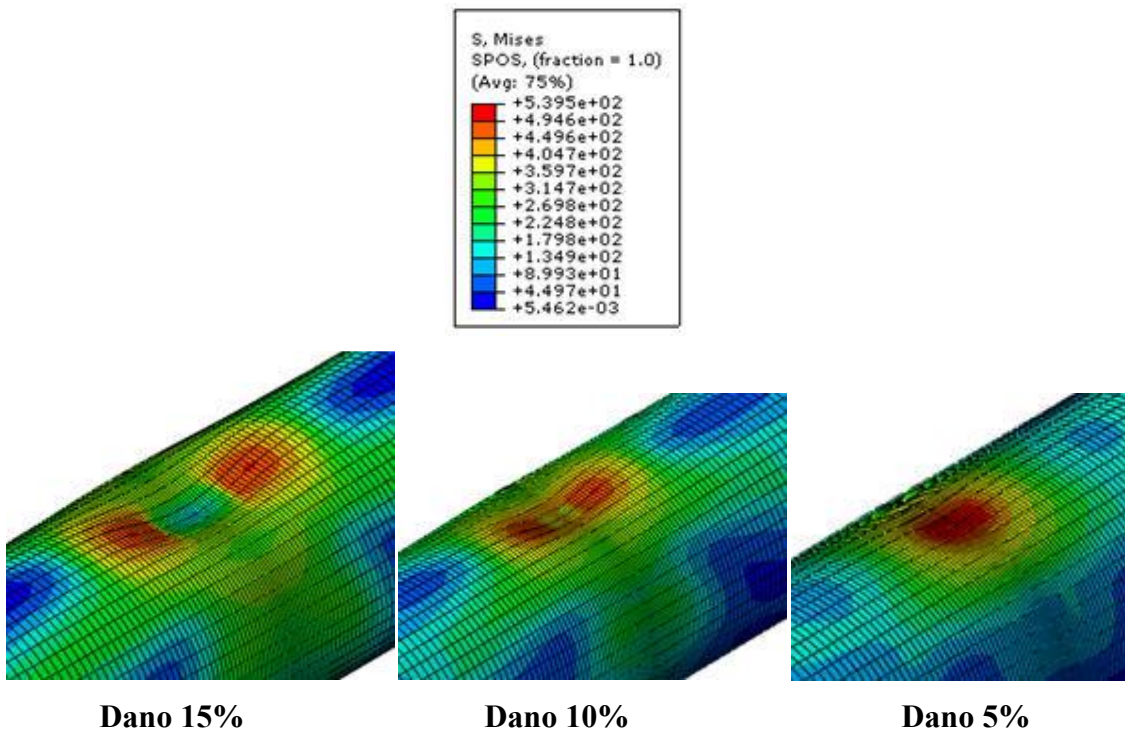 S, Mises
SPOS, (fraction = 1.0)
(Avg: 75%)
+5.395e+02
+4.946e+02
+4.496e+02
+4.047e+02
+3.597e+02
+3.147e+02
+2.698e+02
+2.248e+02
+1.798e+02
+1.349e+02
+8.993e+01
+4.497e+01
+5.462e-03
Dano 15% Dano 10% Dano 5%